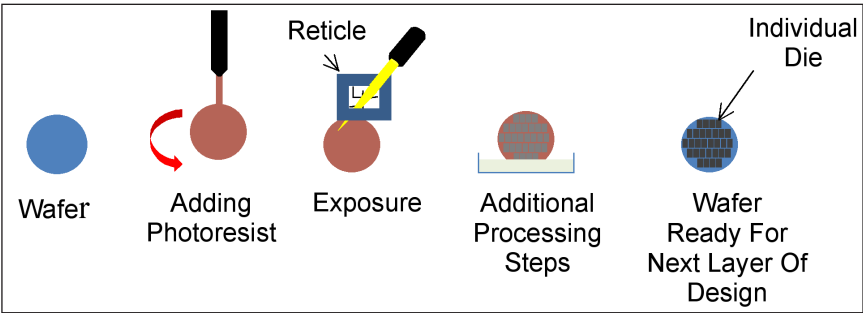 Reticle
Individual
Die
Wafer
Adding
Photoresist
Exposure
Additional
Processing
Steps
Wafer
Ready For
Next Layer Of
Design